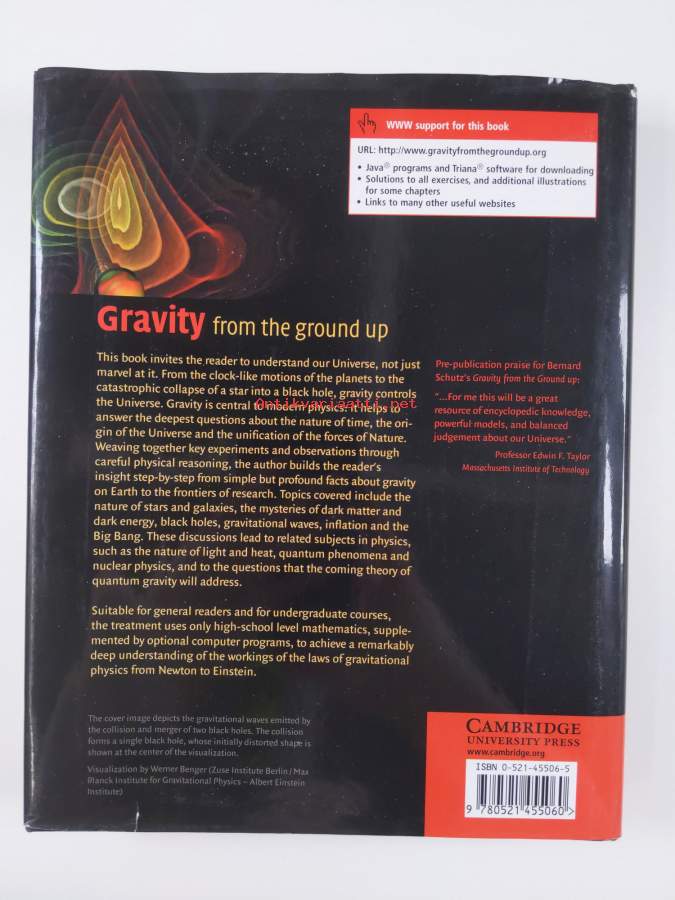 WWW support for this book
URL: http://www.gravityfromtheground­up.org
• Java® programs and Triana® software for downloading
• Solutions to all exercises, and additional illustrations
for some chapters
• Links to many other useful websites
Gravity from the ground up
This book invites the reader to understand our Universe, not just
marvel at it. From the clock-like motions of the planets to the
catastrophic collapse of a star into a black hole, gravity controls
the Universe. Gravity is central to modern physics. It helps to
answer the deepest questions about the nature of time, the ori-
gin of the Universe and the unification of the forces of Nature.
Weaving together key experiments and observations through
careful physical reasoning, the author builds the reader's
insight step-by-step from simple but profound facts about gravity
on Earth to the frontiers of research. Topics covered include the
nature of stars and galaxies, the mysteries of dark matter and
dark energy, black holes, gravitational waves, inflation and the
Big Bang. These discussions lead to related subjects in physics,
such as the nature of light and heat, quantum phenomena and
nuclear physics, and to the questions that the coming theory of
quantum gravity will address.
Suitable for general readers and for undergraduate courses,
the treatment uses only high-school level mathematics, supple-
mented by optional computer programs, to achieve a remarkably
deep understanding of the workings of the laws of gravitational
physics from Newton to Einstein.
Pre-publication praise for Bernard
Schutz's Gravity from the Ground up:
"...For me this will be a great
resource of encyclopedic knowledge,
powerful models, and balanced
judgement about our Universe."
Professor Edwin F. Taylor
Massachusetts Institute of Technology
Antikvariaatti.net
The cover image depicts the gravitational waves emitted by
the collision and merger of two black holes. The collision
forms a single black hole, whose initially distorted shape is
shown at the center of the visualization.
Visualization by Werner Benger (Zuse Institute Berlin / Max
Planck Institute for Gravitational Physics – Albert Einstein
Institute)
CAMBRIDGE
UNIVERSITY PRESS
www.cambridge.org
ISBN 0-521-45506-5
9 780521 455060 >